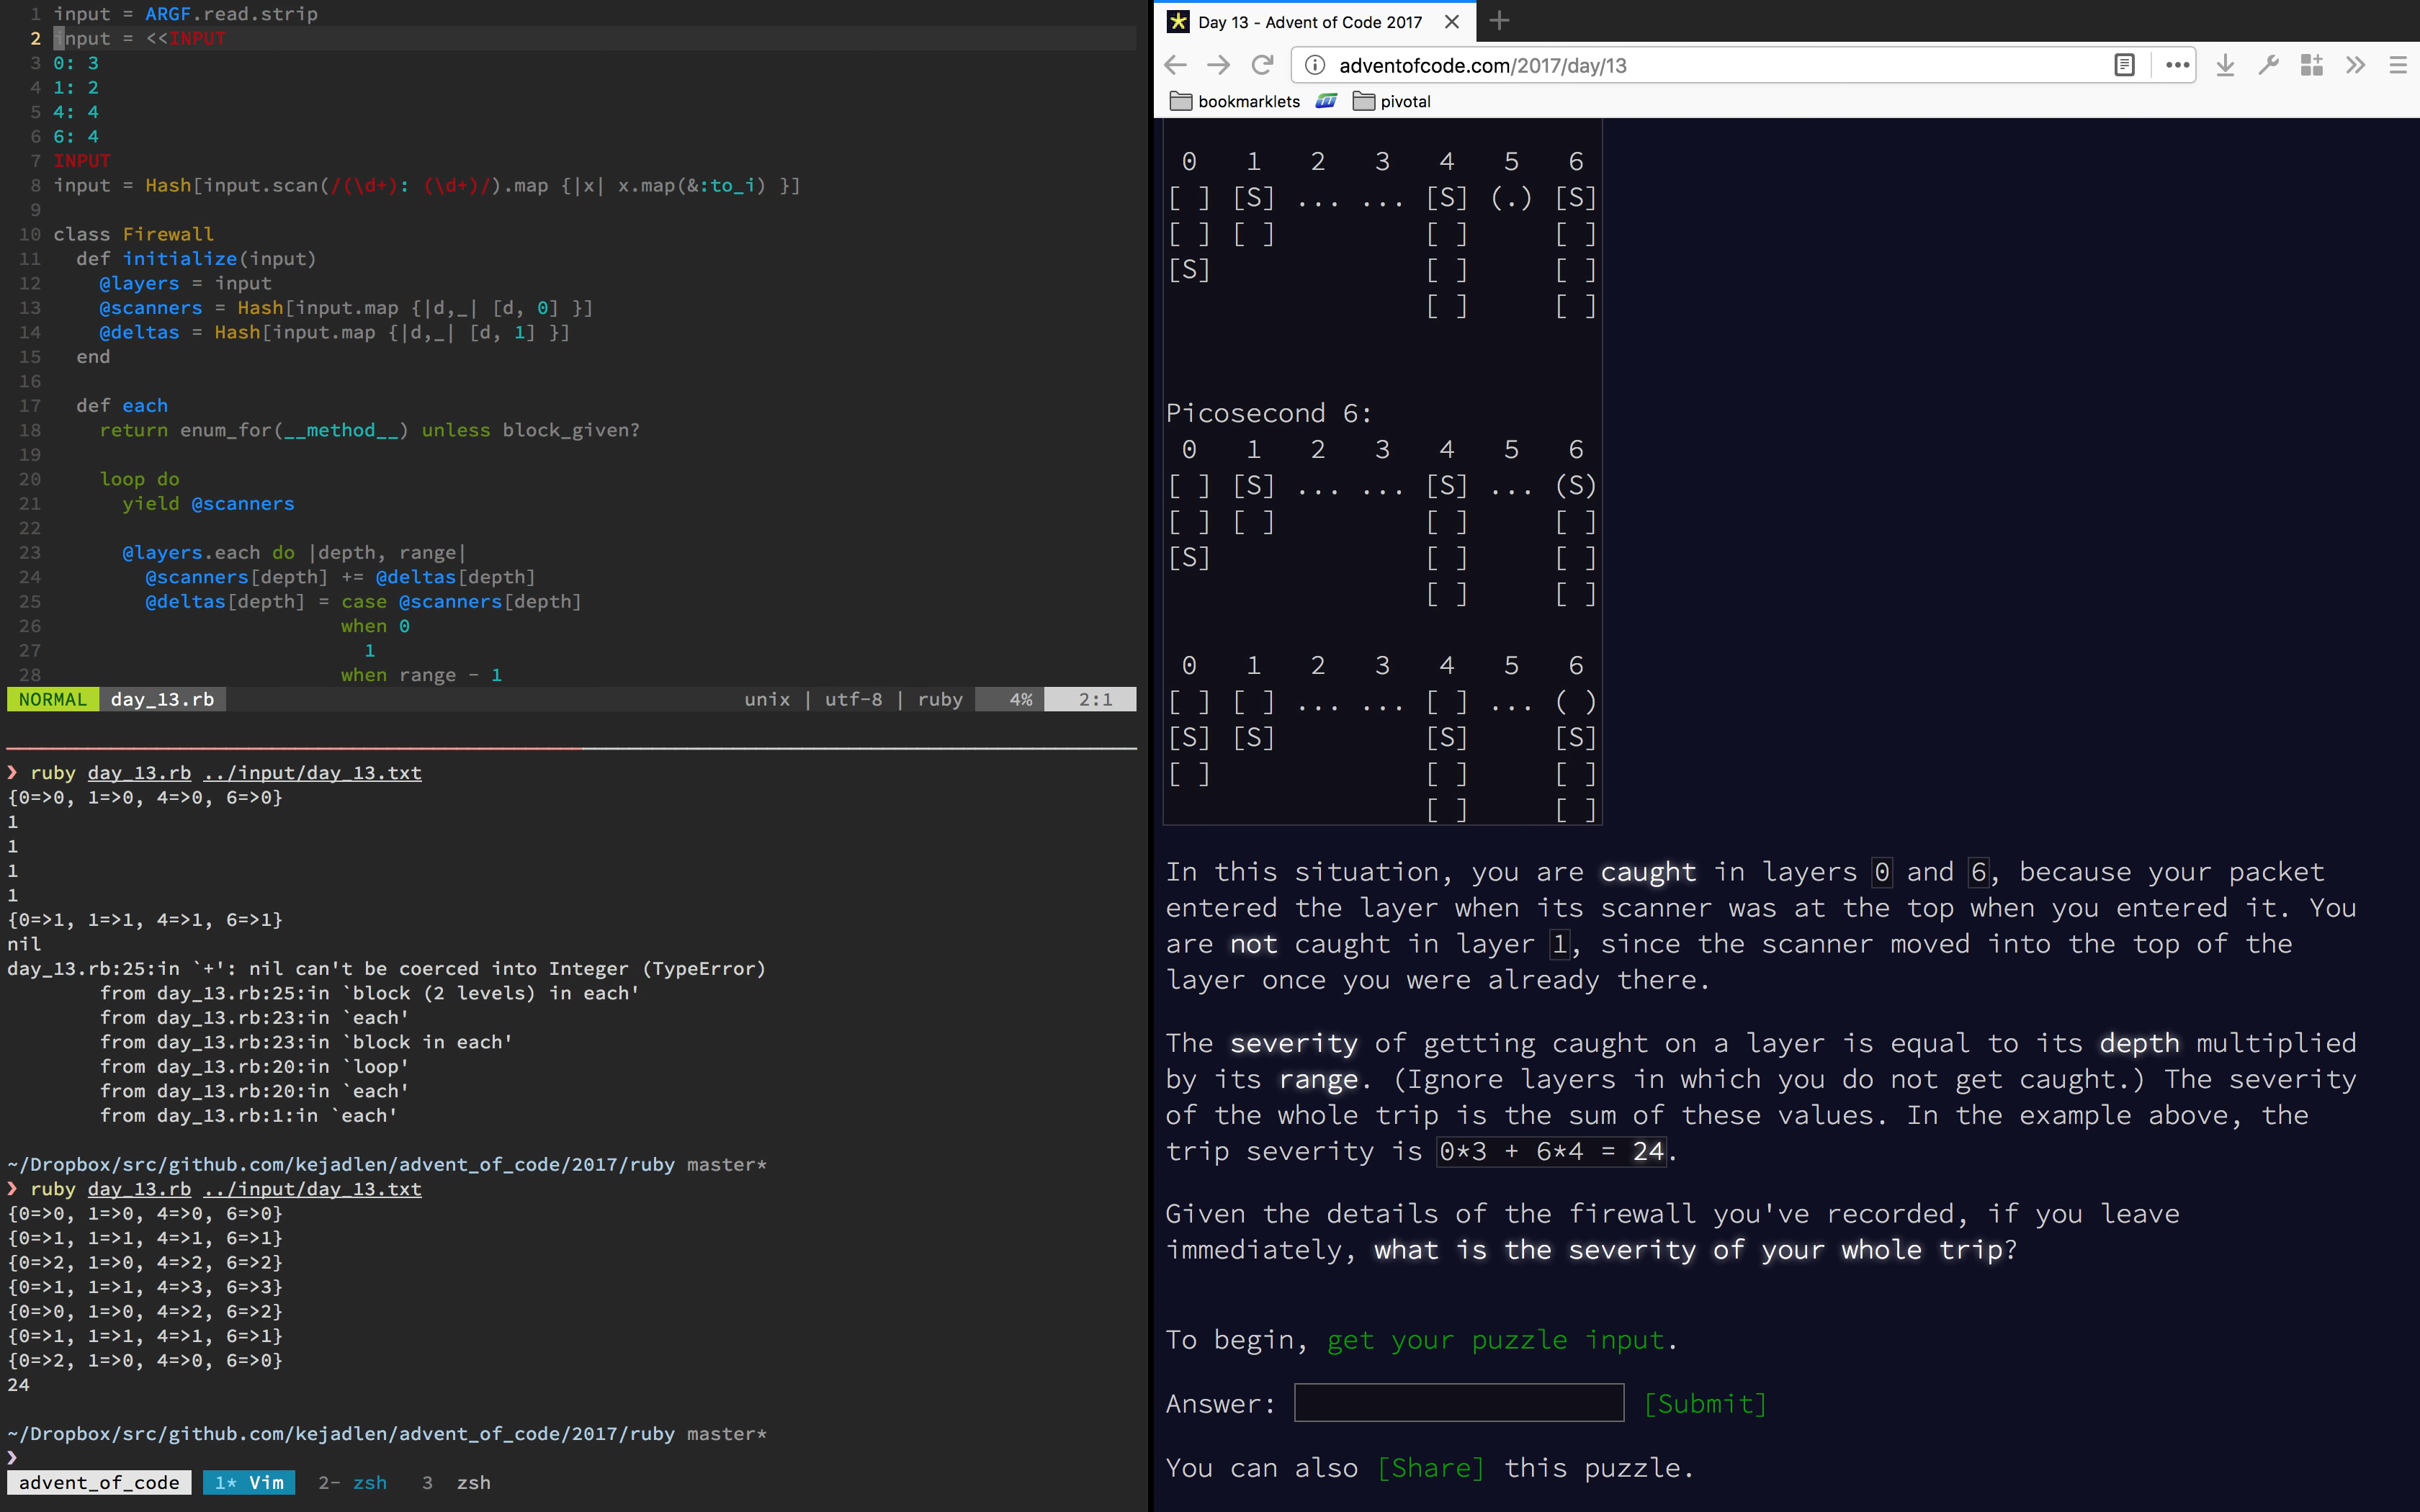 1 input = ARGF.read.strip
2 input = <<INPUT
3 0: 3
4 1: 2
5 4: 4
6 6: 4
7 INPUT
8 input = Hash[input.scan(/(\d+): (\d+)/).map {|x| x.map(&:to_i) }]
9
10 class Firewall
11   def initialize(input)
12     @layers = input
13     @scanners = Hash[input.map {|d,_| [d, 0] }]
14     @deltas = Hash[input.map {|d,_| [d, 1] }]
15   end
16
17   def each
18     return enum_for(__method__) unless block_given?
19
20     loop do
21       yield @scanners
22
23       @layers.each do |depth, range|
24         @scanners[depth] += @deltas[depth]
25         @deltas[depth] = case @scanners[depth]
26                          when 0
27                            1
28                          when range - 1
NORMAL day_13.rb unix | utf-8 | ruby 4% 2:1
❯ ruby day_13.rb ../input/day_13.txt
{0=>0, 1=>0, 4=>0, 6=>0}
1
1
1
1
{0=>1, 1=>1, 4=>1, 6=>1}
nil
day_13.rb:25:in `+': nil can't be coerced into Integer (TypeError)
        from day_13.rb:25:in `block (2 levels) in each'
        from day_13.rb:23:in `each'
        from day_13.rb:23:in `block in each'
        from day_13.rb:20:in `loop'
        from day_13.rb:20:in `each'
        from day_13.rb:1:in `each'
~/Dropbox/src/github.com/kejadlen/advent_of_code/2017/ruby master*
❯ ruby day_13.rb ../input/day_13.txt
{0=>0, 1=>0, 4=>0, 6=>0}
{0=>1, 1=>1, 4=>1, 6=>1}
{0=>2, 1=>0, 4=>2, 6=>2}
{0=>1, 1=>1, 4=>3, 6=>3}
{0=>0, 1=>0, 4=>2, 6=>2}
{0=>1, 1=>1, 4=>1, 6=>1}
{0=>2, 1=>0, 4=>0, 6=>0}
24
~/Dropbox/src/github.com/kejadlen/advent_of_code/2017/ruby master*
❯
advent_of_code 1* Vim 2- zsh 3 zsh
Day 13 - Advent of Code 2017
adventofcode.com/2017/day/13
bookmarklets pivotal
 0   1   2   3   4   5   6
[ ] [S] ... ... [S] (.) [S]
[ ] [ ]         [ ]     [ ]
[S]             [ ]     [ ]
                [ ]     [ ]
Picosecond 6:
 0   1   2   3   4   5   6
[ ] [S] ... ... [S] ... (S)
[ ] [ ]         [ ]     [ ]
[S]             [ ]     [ ]
                [ ]     [ ]
 0   1   2   3   4   5   6
[ ] [ ] ... ... [ ] ... ( )
[S] [S]         [S]     [S]
[ ]             [ ]     [ ]
                [ ]     [ ]
In this situation, you are caught in layers 0 and 6, because your packet
entered the layer when its scanner was at the top when you entered it. You
are not caught in layer 1, since the scanner moved into the top of the
layer once you were already there.
The severity of getting caught on a layer is equal to its depth multiplied
by its range. (Ignore layers in which you do not get caught.) The severity
of the whole trip is the sum of these values. In the example above, the
trip severity is 0*3 + 6*4 = 24.
Given the details of the firewall you've recorded, if you leave
immediately, what is the severity of your whole trip?
To begin, get your puzzle input.
Answer: [Submit]
You can also [Share] this puzzle.